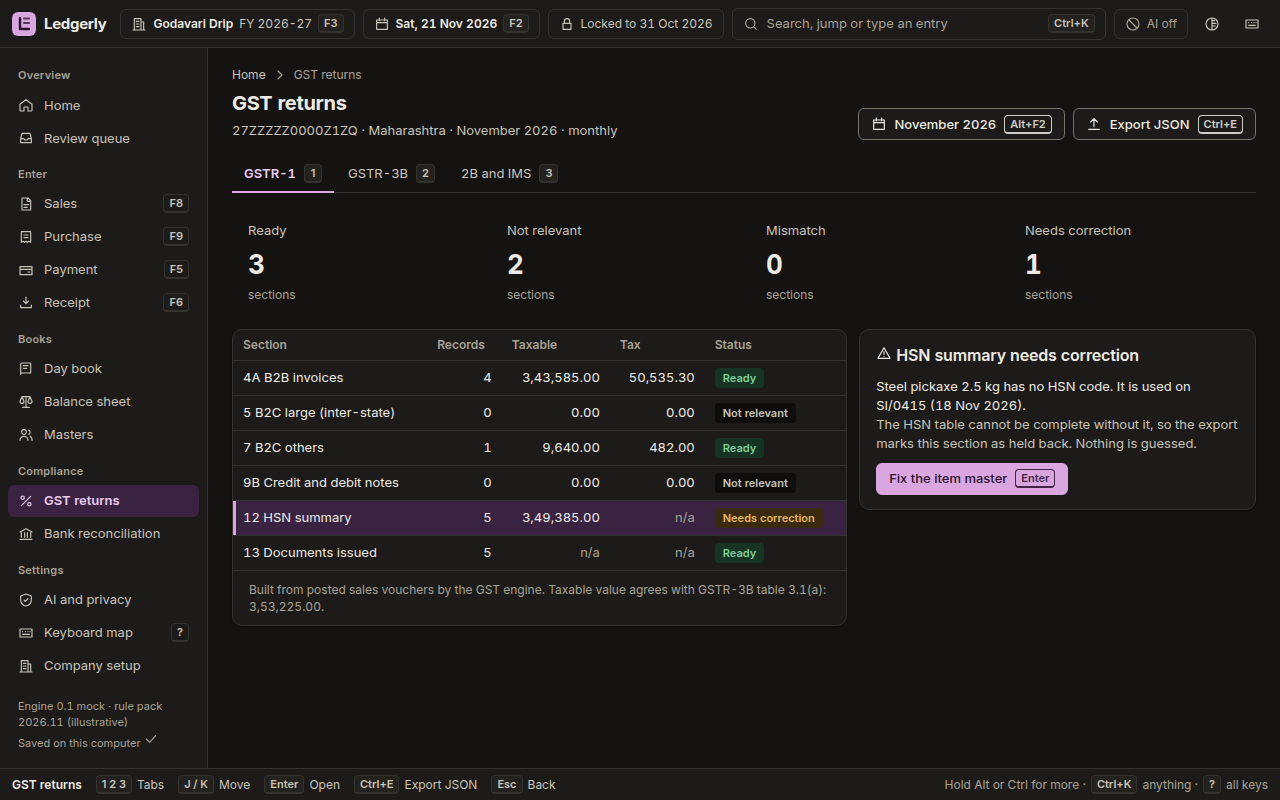 Ledgerly
Godavari Drip FY 2026-27 F3
Sat, 21 Nov 2026 F2
Locked to 31 Oct 2026
Search, jump or type an entry Ctrl+K
AI off
Overview
Home
Review queue
Enter
Sales F8
Purchase F9
Payment F5
Receipt F6
Books
Day book
Balance sheet
Masters
Compliance
GST returns
Bank reconciliation
Settings
AI and privacy
Keyboard map ?
Company setup
Engine 0.1 mock · rule pack
2026.11 (illustrative)
Saved on this computer
Home > GST returns
GST returns
27ZZZZZ0000Z1ZQ · Maharashtra · November 2026 · monthly
November 2026 Alt+F2
Export JSON Ctrl+E
GSTR-1 1 GSTR-3B 2 2B and IMS 3
Ready Not relevant Mismatch Needs correction
3 2 0 1
sections sections sections sections
Section Records Taxable Tax Status
4A B2B invoices 4 3,43,585.00 50,535.30 Ready
5 B2C large (inter-state) 0 0.00 0.00 Not relevant
7 B2C others 1 9,640.00 482.00 Ready
9B Credit and debit notes 0 0.00 0.00 Not relevant
12 HSN summary 5 3,49,385.00 n/a Needs correction
13 Documents issued 5 n/a n/a Ready
Built from posted sales vouchers by the GST engine. Taxable value agrees with GSTR-3B table 3.1(a):
3,53,225.00.
HSN summary needs correction
Steel pickaxe 2.5 kg has no HSN code. It is used on
SI/0415 (18 Nov 2026).
The HSN table cannot be complete without it, so the export
marks this section as held back. Nothing is guessed.
Fix the item master Enter
GST returns 1 2 3 Tabs J / K Move Enter Open Ctrl+E Export JSON Esc Back
Hold Alt or Ctrl for more · Ctrl+K anything · ? all keys